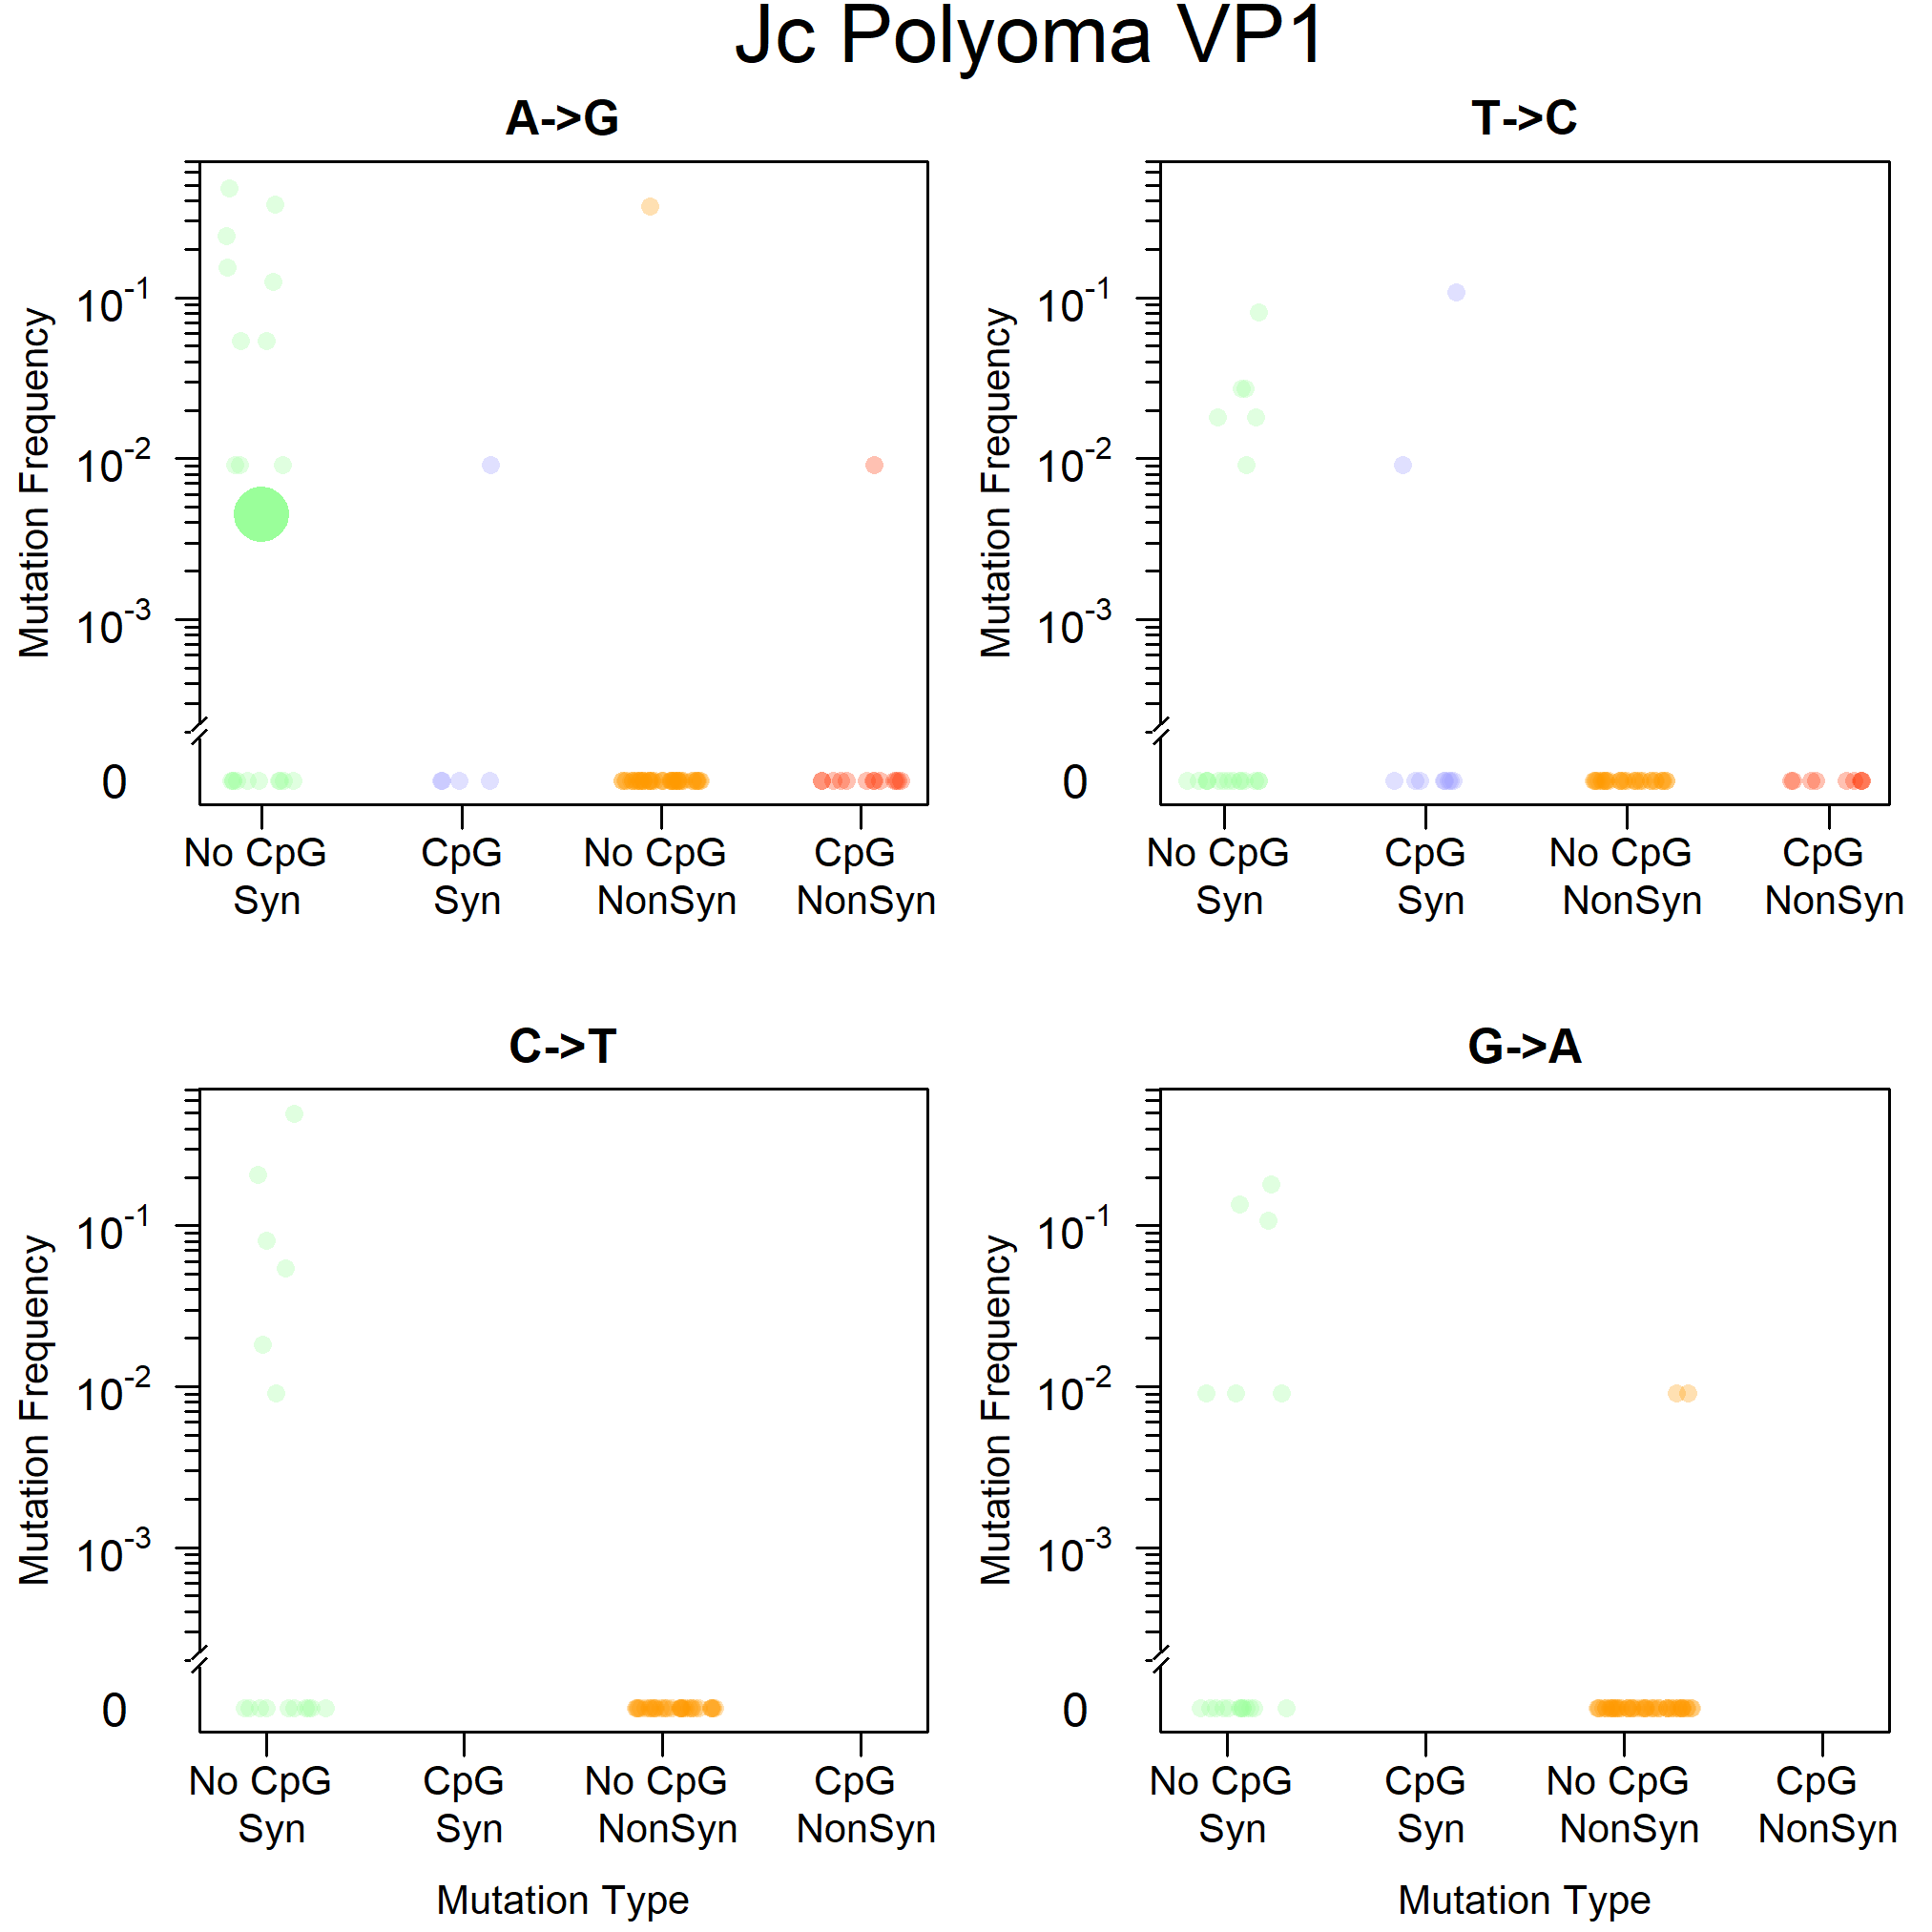 Jc Polyoma VP1
A->G
Mutation Frequency
10-1
10-2
10-3
0
No CpG CpG No CpG CpG
Syn Syn NonSyn NonSyn
T->C
Mutation Frequency
10-1
10-2
10-3
0
No CpG CpG No CpG CpG
Syn Syn NonSyn NonSyn
C->T
Mutation Frequency
10-1
10-2
10-3
0
No CpG CpG No CpG CpG
Syn Syn NonSyn NonSyn
Mutation Type
G->A
Mutation Frequency
10-1
10-2
10-3
0
No CpG CpG No CpG CpG
Syn Syn NonSyn NonSyn
Mutation Type